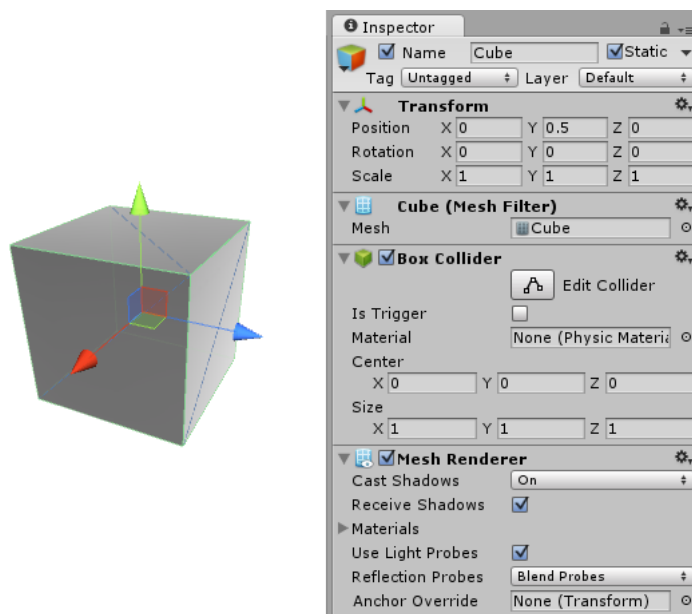 Inspector
Name Cube Static
Tag Untagged Layer Default
Transform
Position X 0 Y 0.5 Z 0
Rotation X 0 Y 0 Z 0
Scale X 1 Y 1 Z 1
Cube (Mesh Filter)
Mesh Cube
Box Collider
Edit Collider
Is Trigger
Material None (Physic Materia
Center
X 0 Y 0 Z 0
Size
X 1 Y 1 Z 1
Mesh Renderer
Cast Shadows On
Receive Shadows
Materials
Use Light Probes
Reflection Probes Blend Probes
Anchor Override None (Transform)